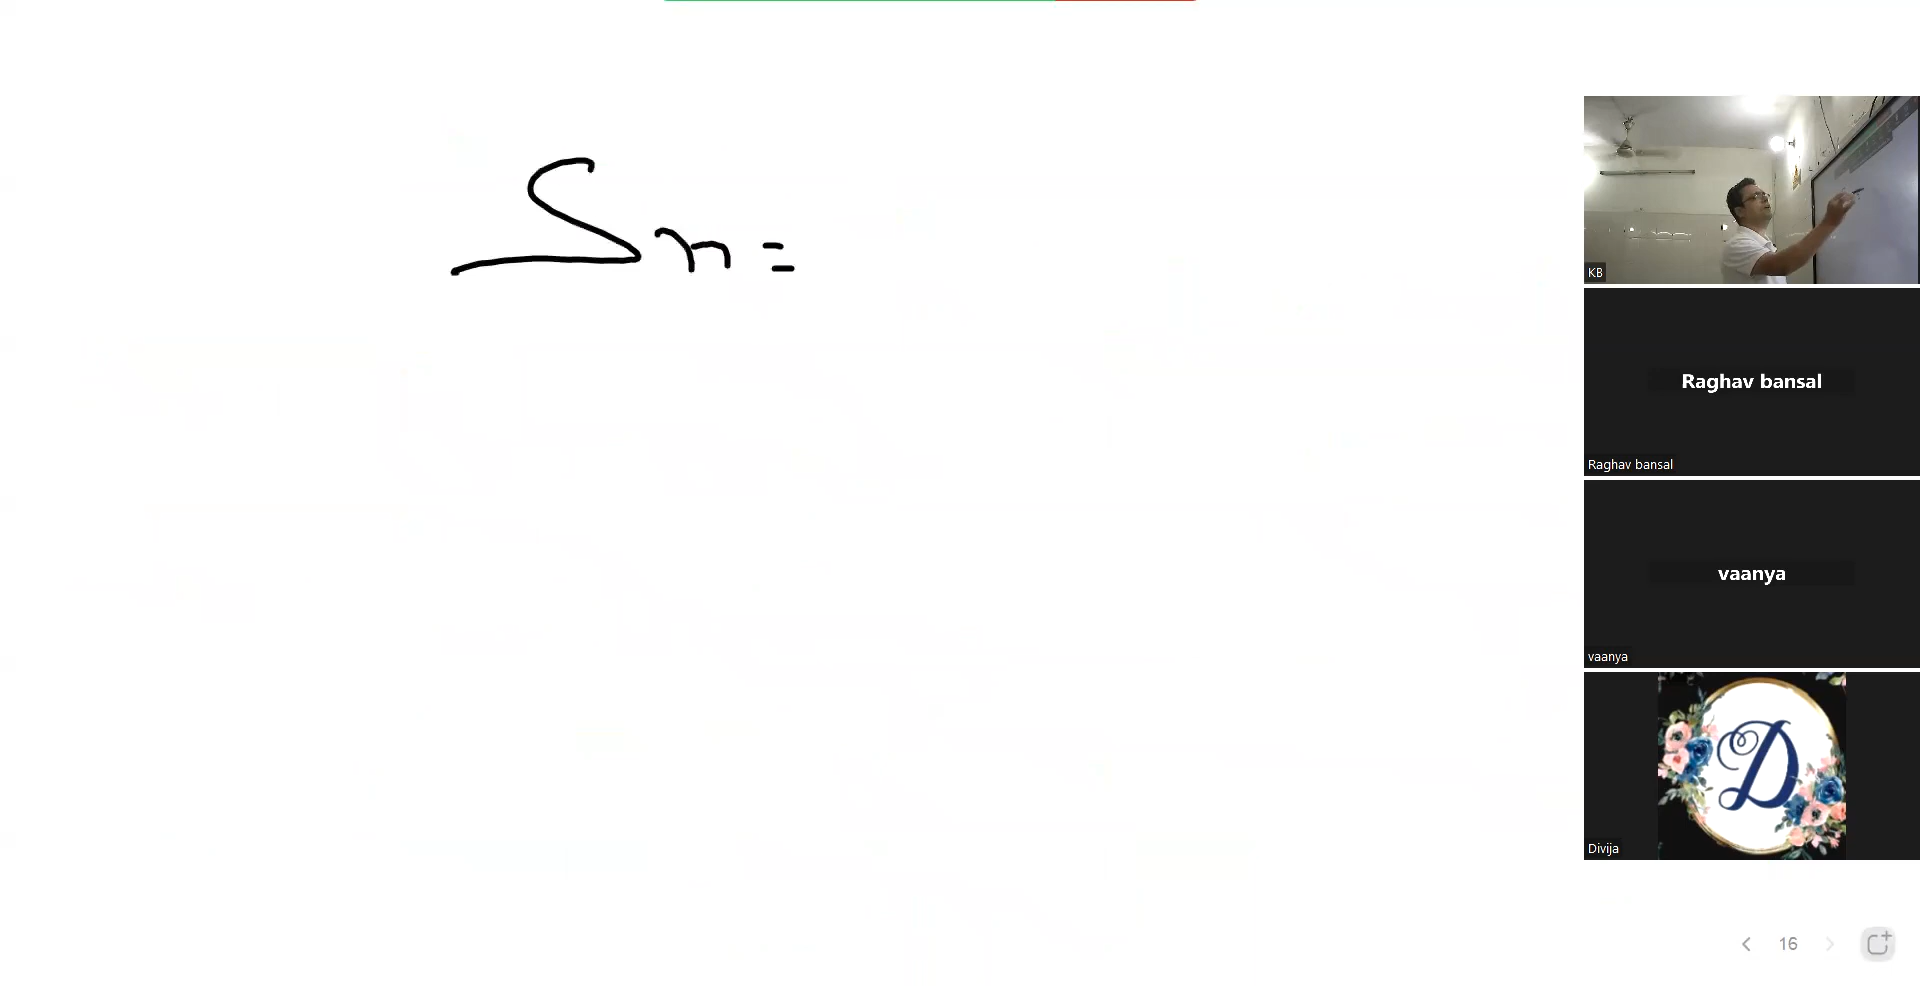 Sn =
KB
Raghav bansal
Raghav bansal
vaanya
vaanya
D
Divija
16